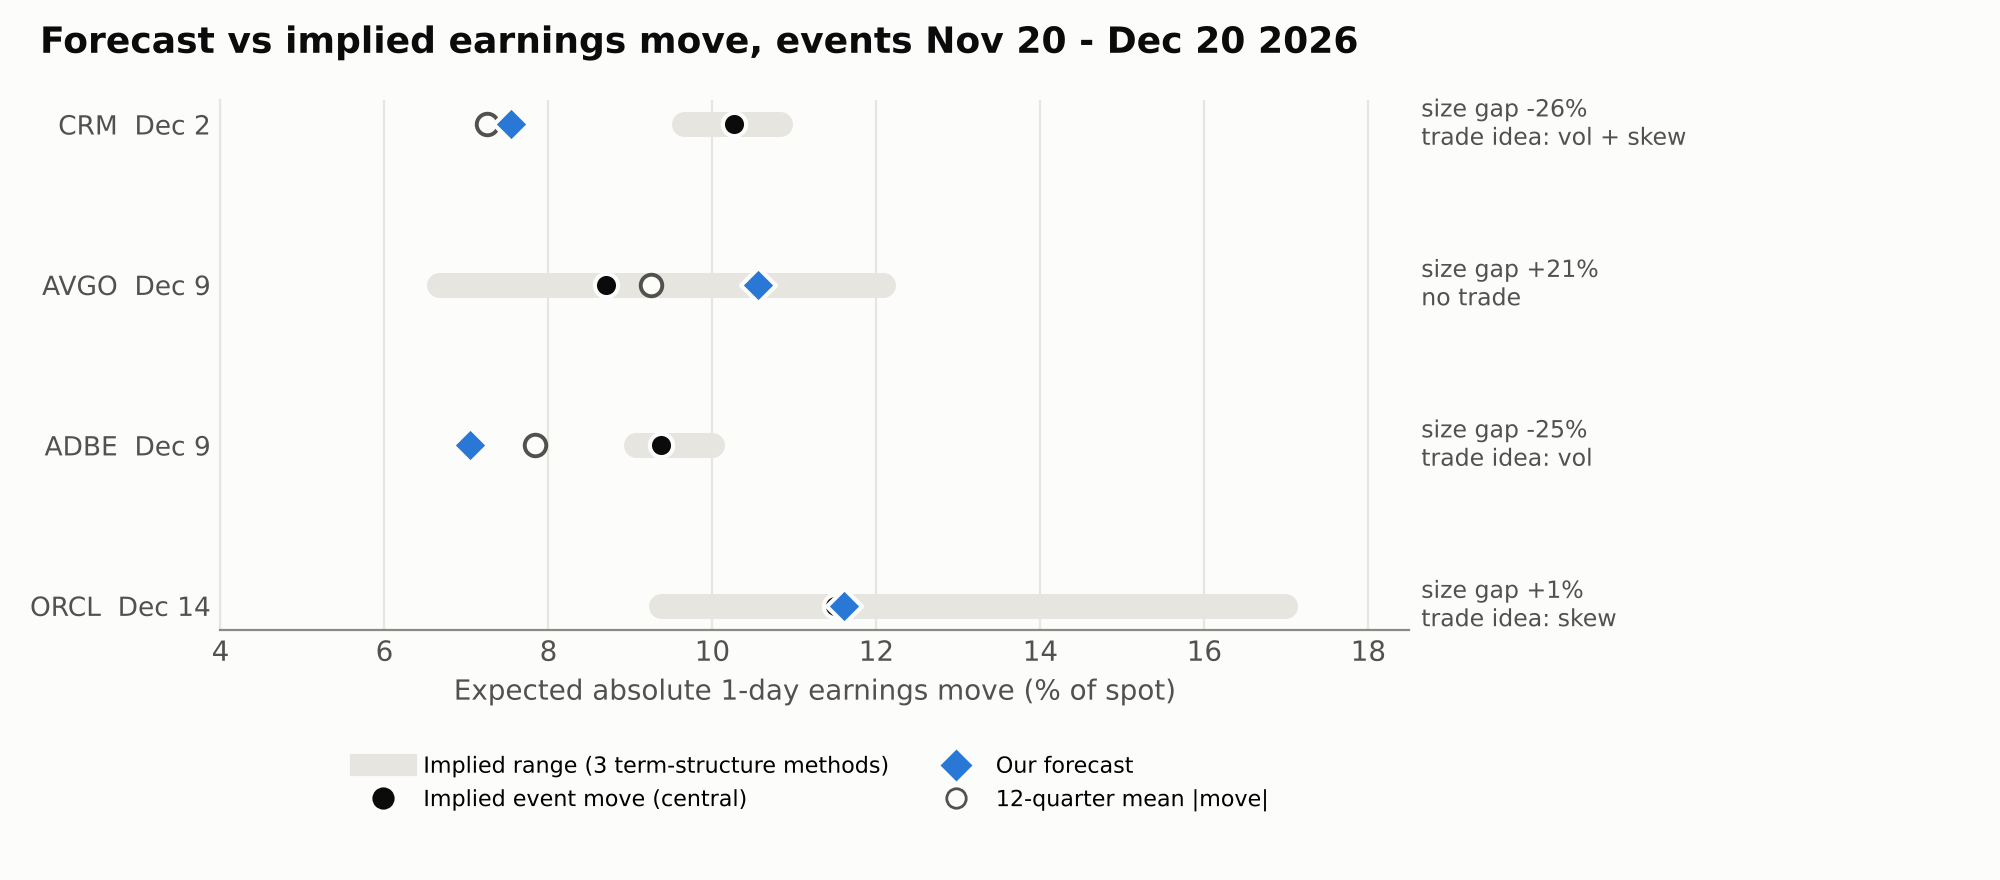 Forecast vs implied earnings move, events Nov 20 - Dec 20 2026
CRM  Dec 2
size gap -26%
trade idea: vol + skew
AVGO  Dec 9
size gap +21%
no trade
ADBE  Dec 9
size gap -25%
trade idea: vol
ORCL  Dec 14
size gap +1%
trade idea: skew
4 6 8 10 12 14 16 18
Expected absolute 1-day earnings move (% of spot)
Implied range (3 term-structure methods)
Implied event move (central)
Our forecast
12-quarter mean |move|